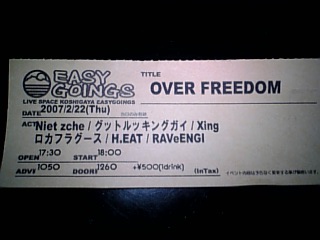 EASY
GOINGS
LIVE SPACE KOSHIGAYA EASYGOINGS
TITLE
OVER FREEDOM
DATE 2007/2/22(Thu)
ACT Niet zche / グットルッキングガイ / Xing
ロカフラグース / H.EAT / RAVeENGI
OPEN 17:30 START 18:00
ADV 1050 DOOR 1260 +¥500(1drink) (InTax)